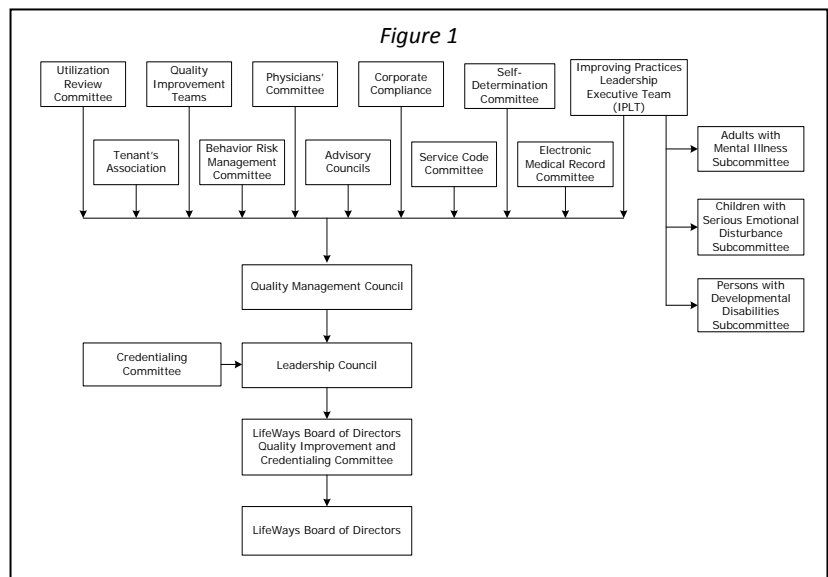 Figure 1
Utilization
Review
Committee
Quality
Improvement
Teams
Physicians'
Committee
Corporate
Compliance
Self-
Determination
Committee
Improving Practices
Leadership
Executive Team
(IPLT)
Tenant's
Association
Behavior Risk
Management
Committee
Advisory
Councils
Service Code
Committee
Electronic
Medical Record
Committee
Adults with
Mental Illness
Subcommittee
Children with
Serious Emotional
Disturbance
Subcommittee
Persons with
Developmental
Disabilities
Subcommittee
Quality Management Council
Credentialing
Committee
Leadership Council
LifeWays Board of Directors
Quality Improvement and
Credentialing Committee
LifeWays Board of Directors